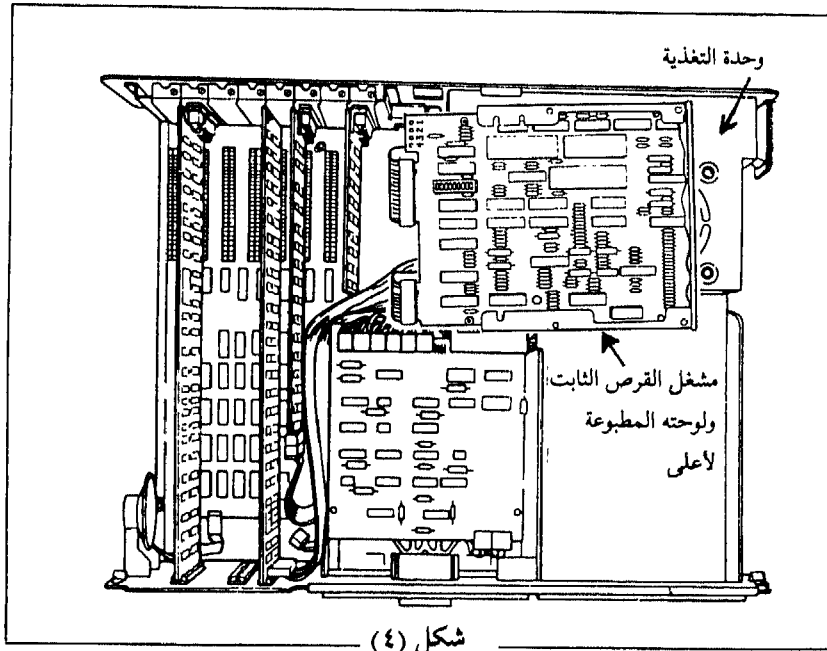 وحدة التغذية
مشغل القرص الثابت
ولوحته المطبوعة
لأعلى
شكل (٤)